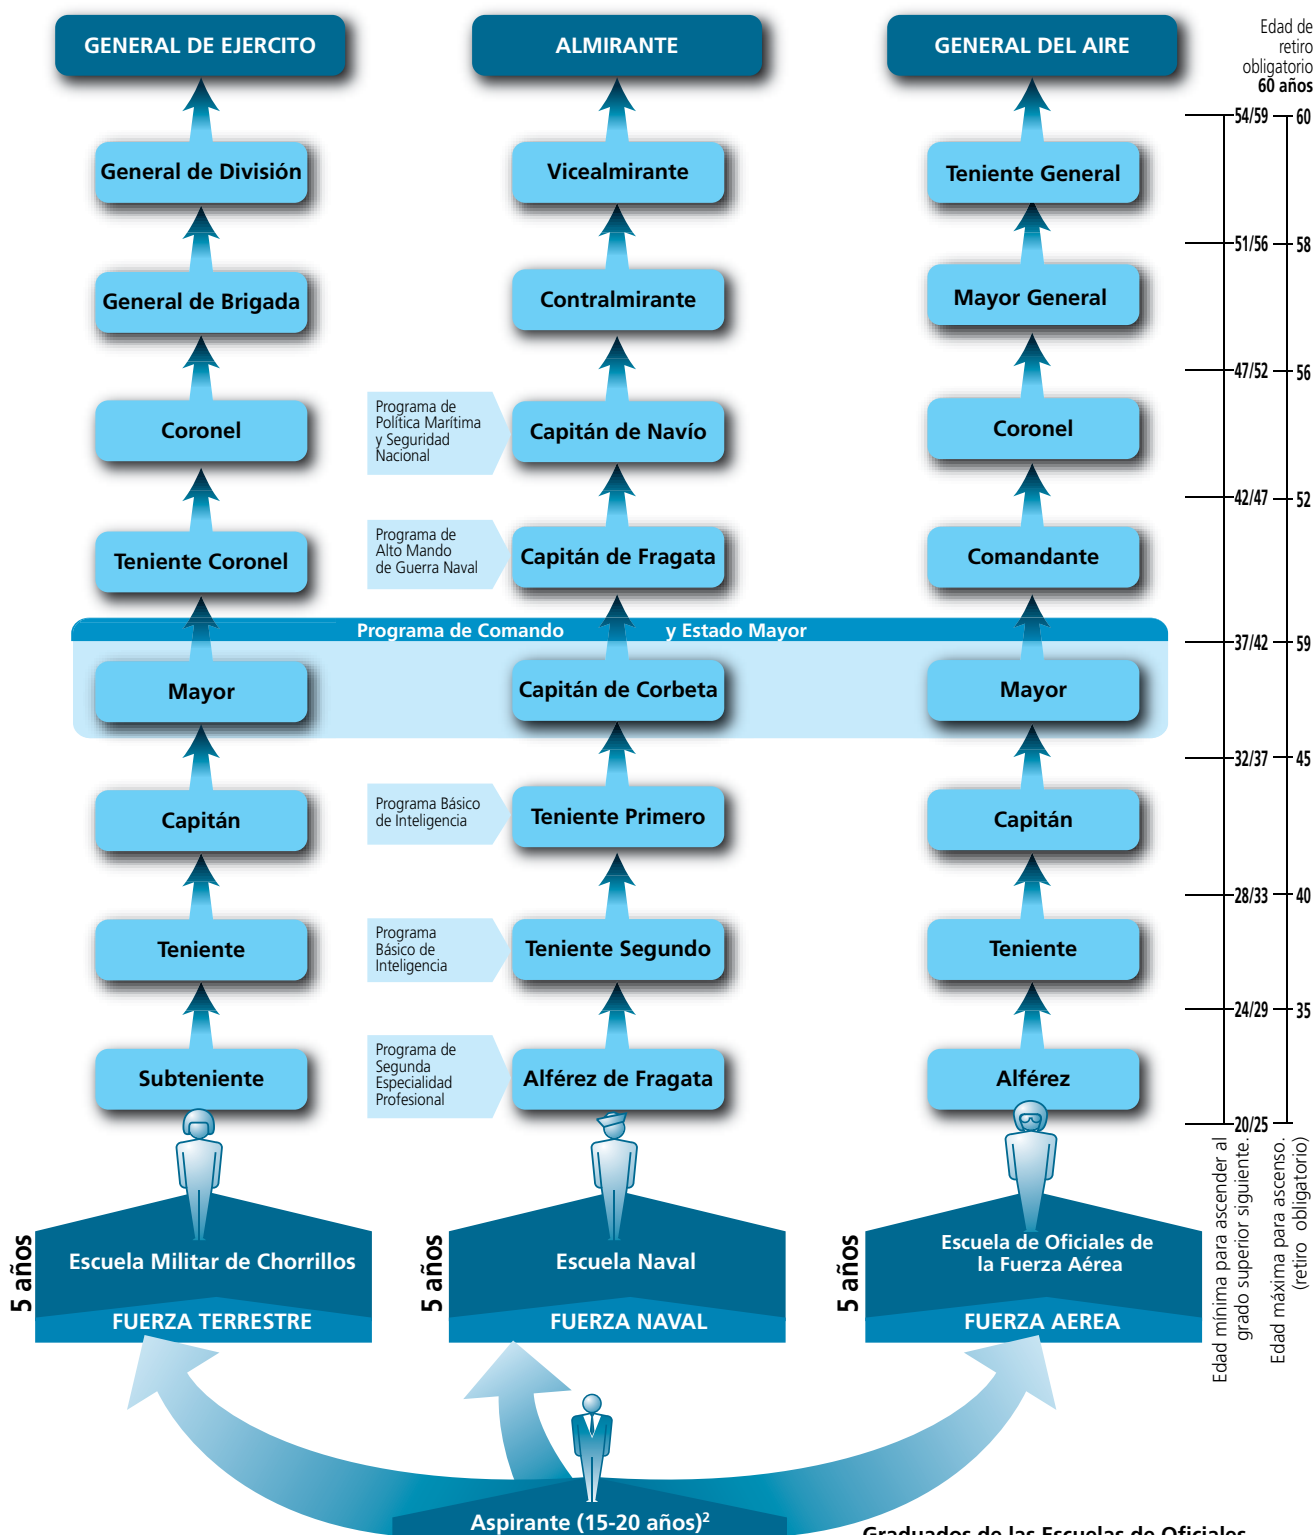 GENERAL DE EJERCITO
ALMIRANTE
GENERAL DEL AIRE
Edad de
retiro
obligatorio
60 años
54/59
60
General de División
Vicealmirante
Teniente General
51/56
58
General de Brigada
Contralmirante
Mayor General
47/52
56
Coronel
Programa de
Política Marítima
y Seguridad
Nacional
Capitán de Navío
Coronel
42/47
52
Teniente Coronel
Programa de
Alto Mando
de Guerra Naval
Capitán de Fragata
Comandante
Programa de Comando y Estado Mayor
37/42
59
Mayor
Capitán de Corbeta
Mayor
32/37
45
Capitán
Programa Básico
de Inteligencia
Teniente Primero
Capitán
28/33
40
Teniente
Programa
Básico de
Inteligencia
Teniente Segundo
Teniente
24/29
35
Subteniente
Programa de
Segunda
Especialidad
Profesional
Alférez de Fragata
Alférez
20/25
Edad mínima para ascender al
grado superior siguiente.
Edad máxima para ascenso.
(retiro obligatorio)
5 años
Escuela Militar de Chorrillos
FUERZA TERRESTRE
5 años
Escuela Naval
FUERZA NAVAL
5 años
Escuela de Oficiales de
la Fuerza Aérea
FUERZA AEREA
Aspirante (15-20 años)2
Graduados de las Escuelas de Oficiales